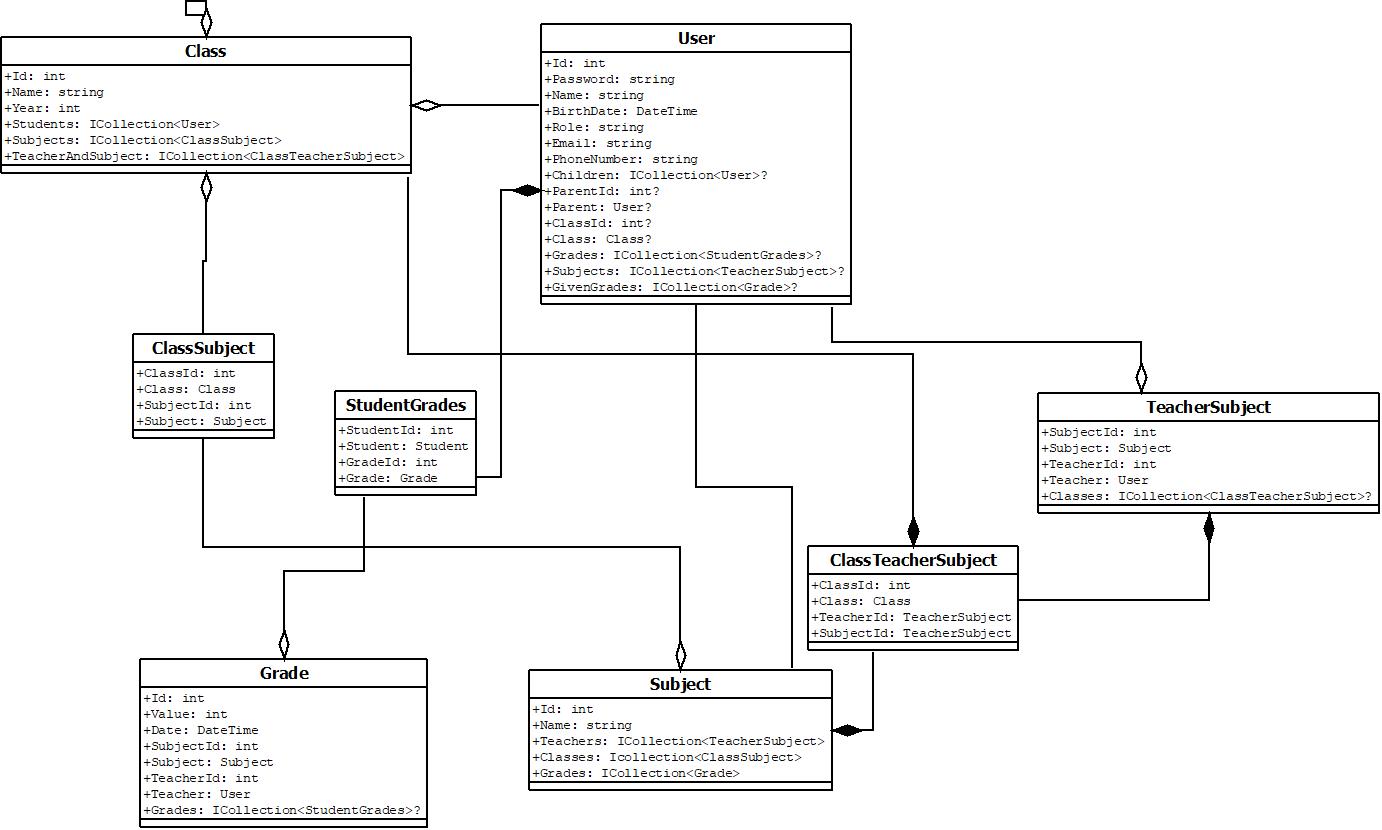 Class
+Id: int
+Name: string
+Year: int
+Students: ICollection<User>
+Subjects: ICollection<ClassSubject>
+TeacherAndSubject: ICollection<ClassTeacherSubject>
User
+Id: int
+Password: string
+Name: string
+BirthDate: DateTime
+Role: string
+Email: string
+PhoneNumber: string
+Children: ICollection<User>?
+ParentId: int?
+Parent: User?
+ClassId: int?
+Class: Class?
+Grades: ICollection<StudentGrades>?
+Subjects: ICollection<TeacherSubject>?
+GivenGrades: ICollection<Grade>?
ClassSubject
+ClassId: int
+Class: Class
+SubjectId: int
+Subject: Subject
StudentGrades
+StudentId: int
+Student: Student
+GradeId: int
+Grade: Grade
TeacherSubject
+SubjectId: int
+Subject: Subject
+TeacherId: int
+Teacher: User
+Classes: ICollection<ClassTeacherSubject>?
ClassTeacherSubject
+ClassId: int
+Class: Class
+TeacherId: TeacherSubject
+SubjectId: TeacherSubject
Grade
+Id: int
+Value: int
+Date: DateTime
+SubjectId: int
+Subject: Subject
+TeacherId: int
+Teacher: User
+Grades: ICollection<StudentGrades>?
Subject
+Id: int
+Name: string
+Teachers: ICollection<TeacherSubject>
+Classes: Icollection<ClassSubject>
+Grades: ICollection<Grade>